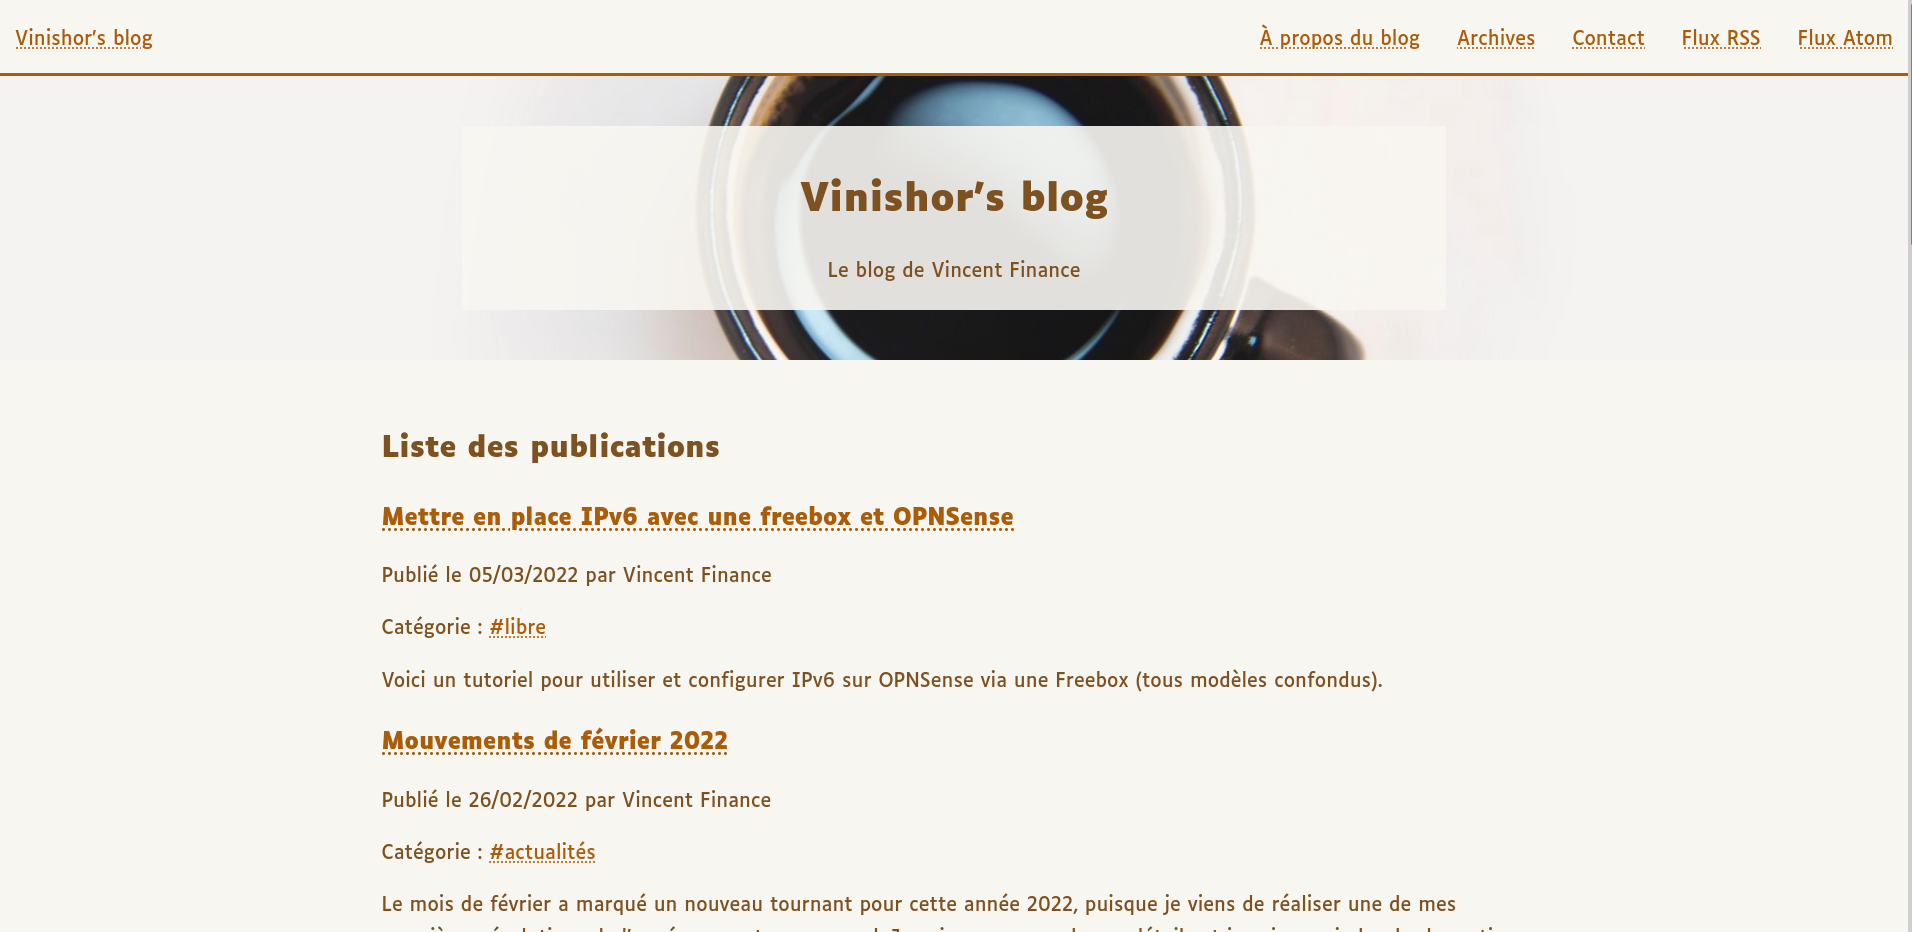 Vinishor's blog
À propos du blog Archives Contact Flux RSS Flux Atom
Vinishor's blog
Le blog de Vincent Finance
Liste des publications
Mettre en place IPv6 avec une freebox et OPNSense
Publié le 05/03/2022 par Vincent Finance
Catégorie : #libre
Voici un tutoriel pour utiliser et configurer IPv6 sur OPNSense via une Freebox (tous modèles confondus).
Mouvements de février 2022
Publié le 26/02/2022 par Vincent Finance
Catégorie : #actualités
Le mois de février a marqué un nouveau tournant pour cette année 2022, puisque je viens de réaliser une de mes